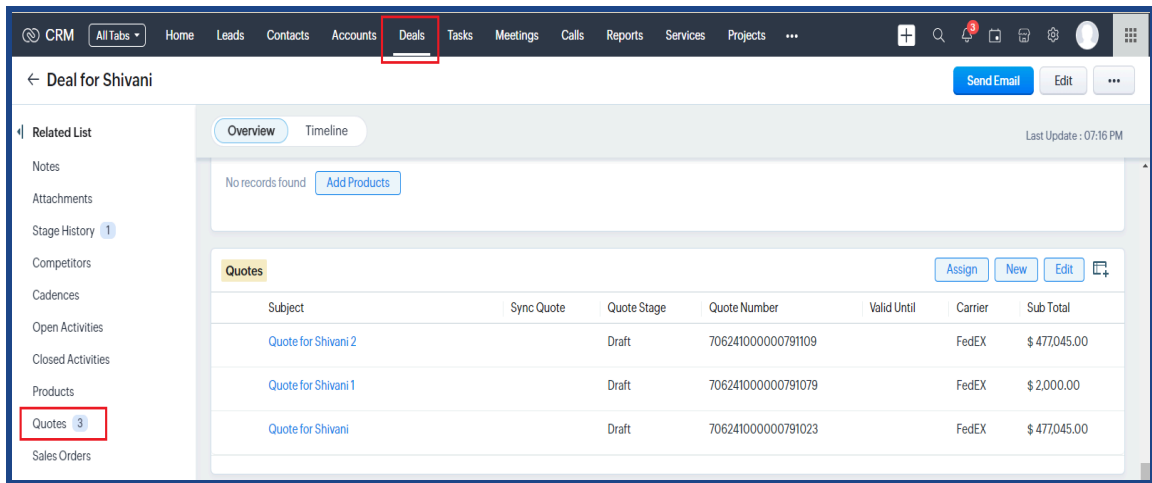 CRM All Tabs Home Leads Contacts Accounts Deals Tasks Meetings Calls Reports Services Projects ••• 3
← Deal for Shivani Send Email Edit •••
Related List
Notes
Attachments
Stage History 1
Competitors
Cadences
Open Activities
Closed Activities
Products
Quotes 3
Sales Orders
Overview Timeline Last Update : 07:16 PM
No records found Add Products
Quotes Assign New Edit
Subject Sync Quote Quote Stage Quote Number Valid Until Carrier Sub Total
Quote for Shivani 2 Draft 706241000000791109 FedEX $ 477,045.00
Quote for Shivani 1 Draft 706241000000791079 FedEX $ 2,000.00
Quote for Shivani Draft 706241000000791023 FedEX $ 477,045.00